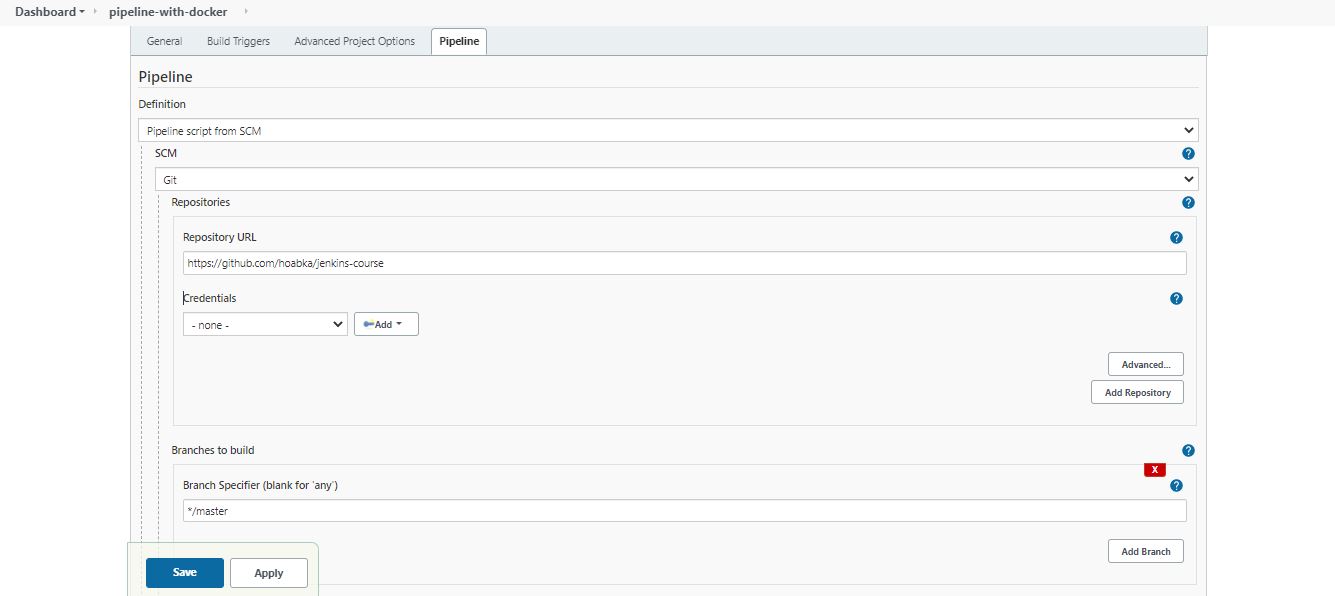 Dashboard pipeline-with-docker
General Build Triggers Advanced Project Options Pipeline
Pipeline
Definition
Pipeline script from SCM
SCM
?
Git
Repositories
?
Repository URL
?
https://github.com/hoabka/jenkins-course
Credentials
?
- none -
Add
Advanced...
Add Repository
Branches to build
?
X
Branch Specifier (blank for 'any')
?
*/master
Add Branch
Save Apply